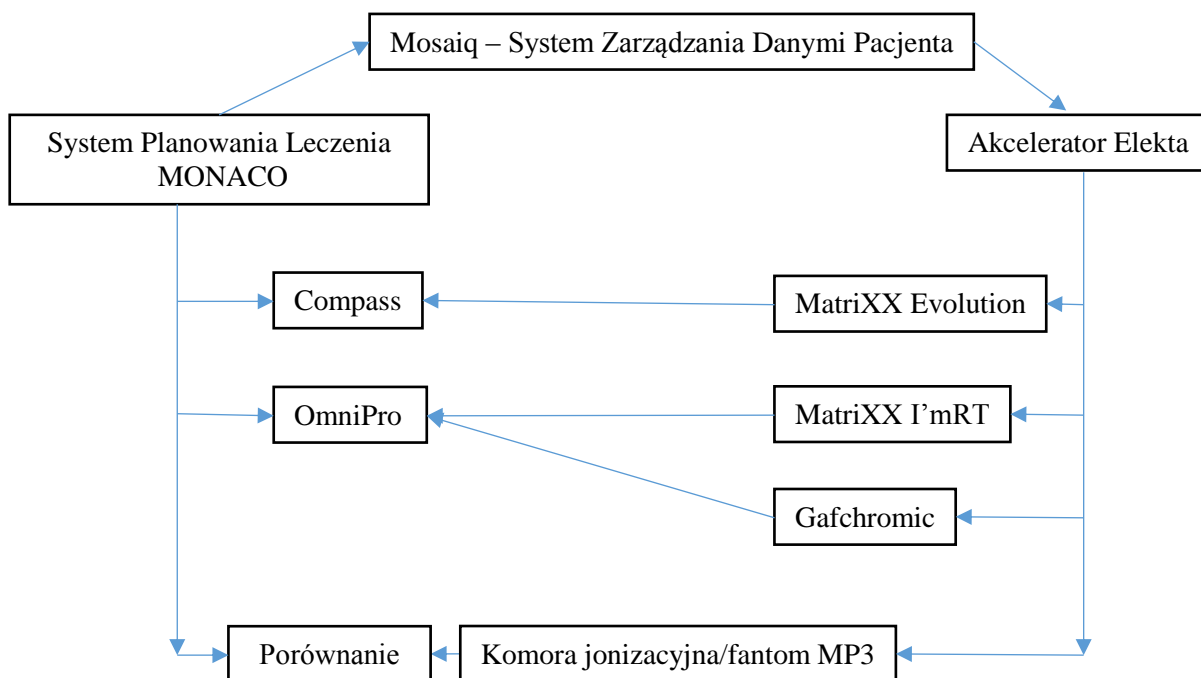 Mosaiq – System Zarządzania Danymi Pacjenta
System Planowania Leczenia
MONACO
Akcelerator Elekta
Compass
MatriXX Evolution
OmniPro
MatriXX I’mRT
Gafchromic
Porównanie
Komora jonizacyjna/fantom MP3